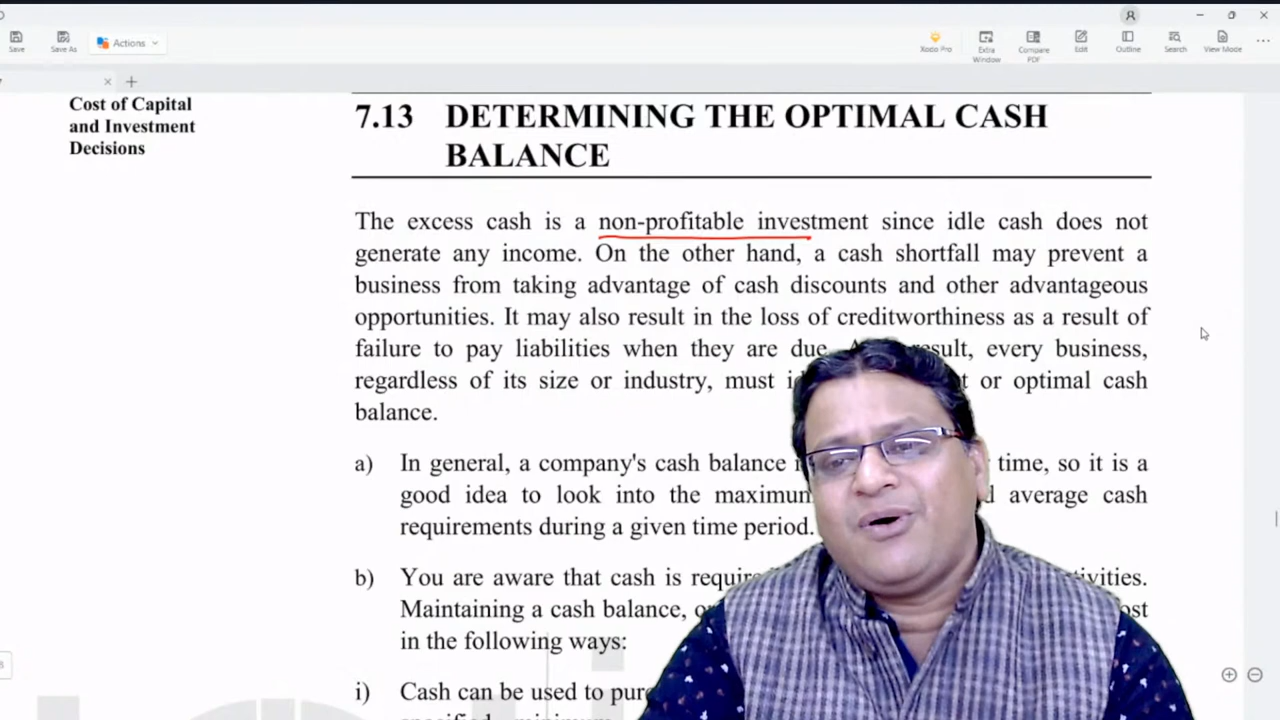 Save
Save As
Actions
Xodo Pro
Extra
Window
Compare
PDF
Edit
Outline
Search
View Mode
Cost of Capital
and Investment
Decisions
7.13 DETERMINING THE OPTIMAL CASH
BALANCE
The excess cash is a non-profitable investment since idle cash does not
generate any income. On the other hand, a cash shortfall may prevent a
business from taking advantage of cash discounts and other advantageous
opportunities. It may also result in the loss of creditworthiness as a result of
failure to pay liabilities when they are due. result, every business,
regardless of its size or industry, must or optimal cash
balance.
a) In general, a company's cash balance time, so it is a
good idea to look into the maximum average cash
requirements during a given time period.
b) You are aware that cash is
Maintaining a cash balance,
in the following ways:
i) Cash can be used to